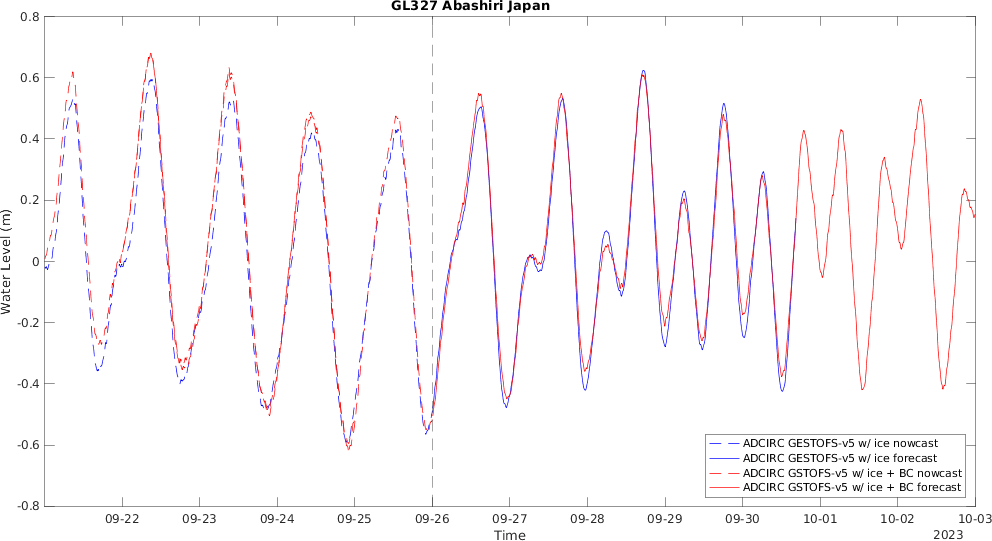 GL327 Abashiri Japan
0.8
0.6
0.4
0.2
0
-0.2
-0.4
-0.6
-0.8
Water Level (m)
ADCIRC GESTOFS-v5 w/ ice nowcast
ADCIRC GESTOFS-v5 w/ ice forecast
ADCIRC GSTOFS-v5 w/ ice + BC nowcast
ADCIRC GSTOFS-v5 w/ ice + BC forecast
09-22 09-23 09-24 09-25 09-26 09-27 09-28 09-29 09-30 10-01 10-02 10-03
Time
2023